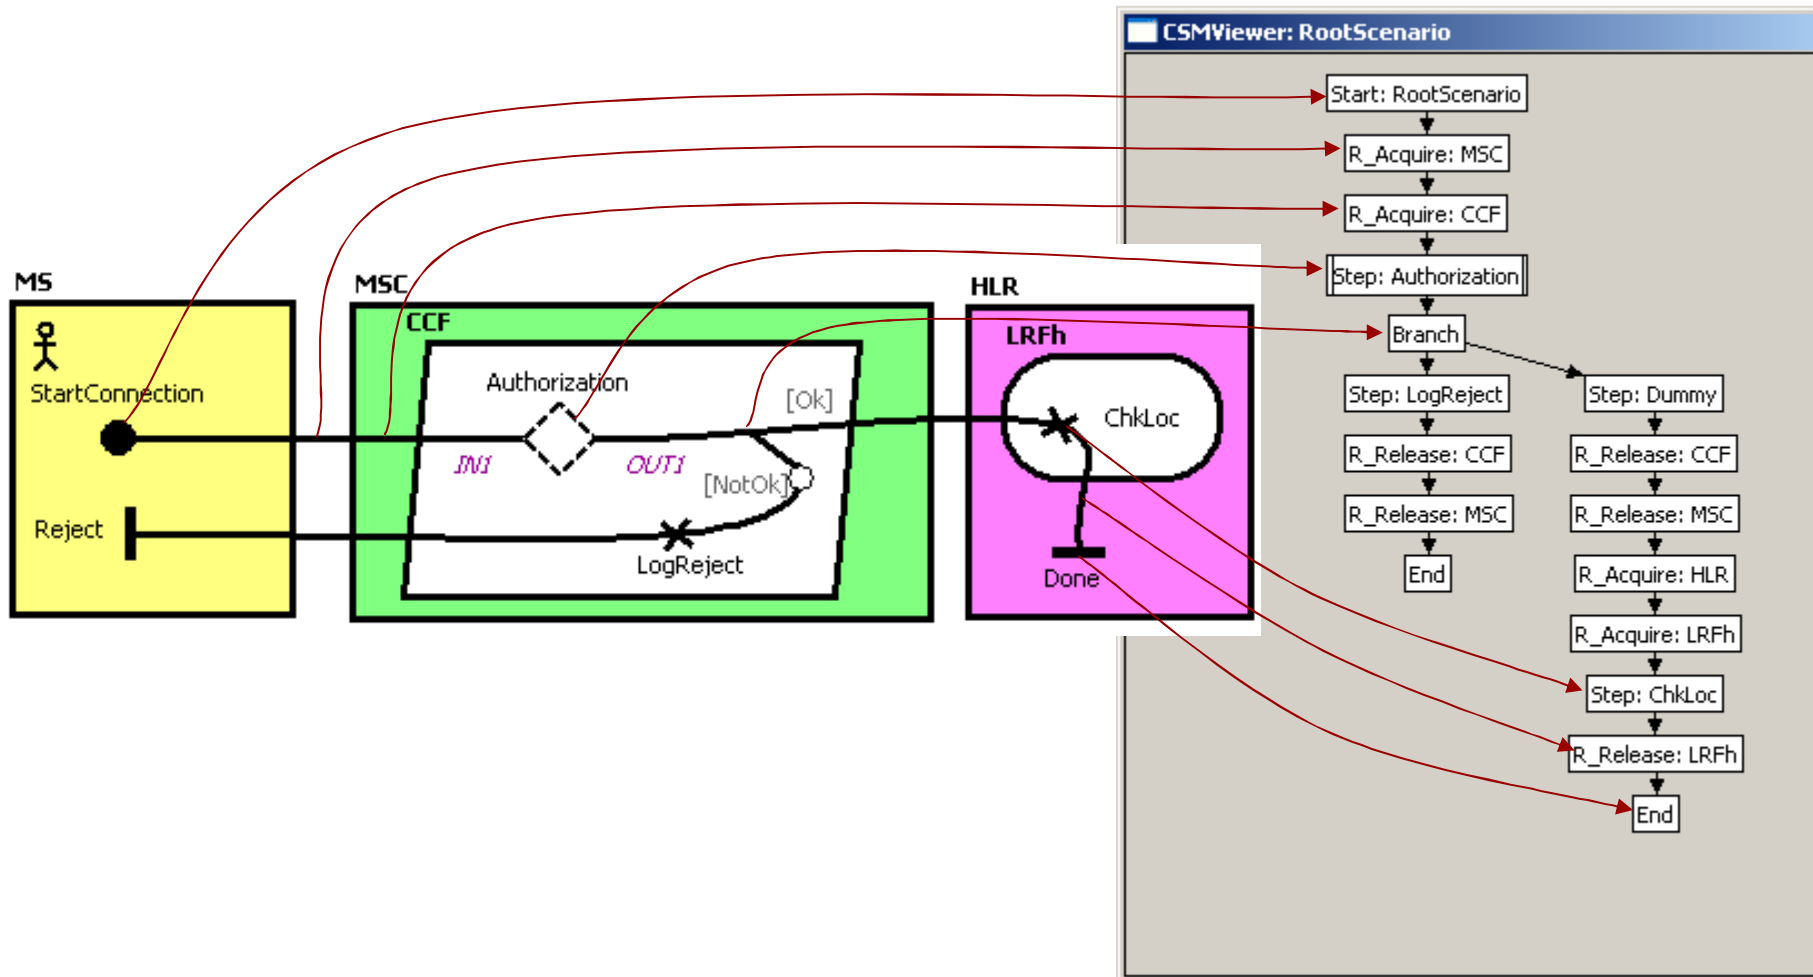 CSMViewer: RootScenario
Start: RootScenario
R_Acquire: MSC
R_Acquire: CCF
Step: Authorization
Branch
Step: LogReject
Step: Dummy
R_Release: CCF
R_Release: CCF
R_Release: MSC
R_Release: MSC
End
R_Acquire: HLR
R_Acquire: LRFh
Step: ChkLoc
R_Release: LRFh
End
MS
StartConnection
Reject
MSC
CCF
Authorization
[Ok]
IN1
OUT1
[NotOk]
LogReject
HLR
LRFh
ChkLoc
Done